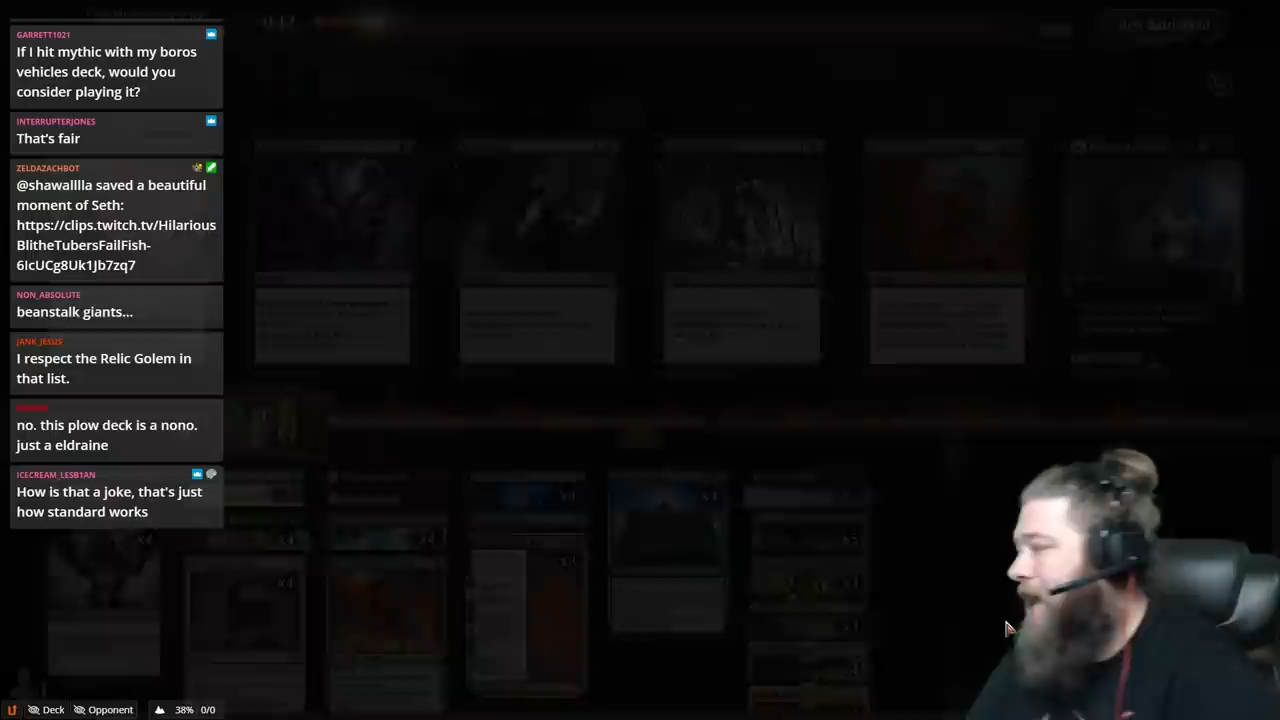 GARRETT1021
If I hit mythic with my boros
vehicles deck, would you
consider playing it?
INTERRUPTERJONES
That's fair
ZELDAZACHBOT
@shawalllla saved a beautiful
moment of Seth:
https://clips.twitch.tv/Hilarious
BlitheTubersFailFish-
6IcUCg8Uk1Jb7zq7
NON_ABSOLUTE
beanstalk giants...
JANK_JESUS
I respect the Relic Golem in
that list.
no. this plow deck is a nono.
just a eldraine
ICECREAM_LESB1AN
How is that a joke, that's just
how standard works
Deck
Opponent
38%
0/0